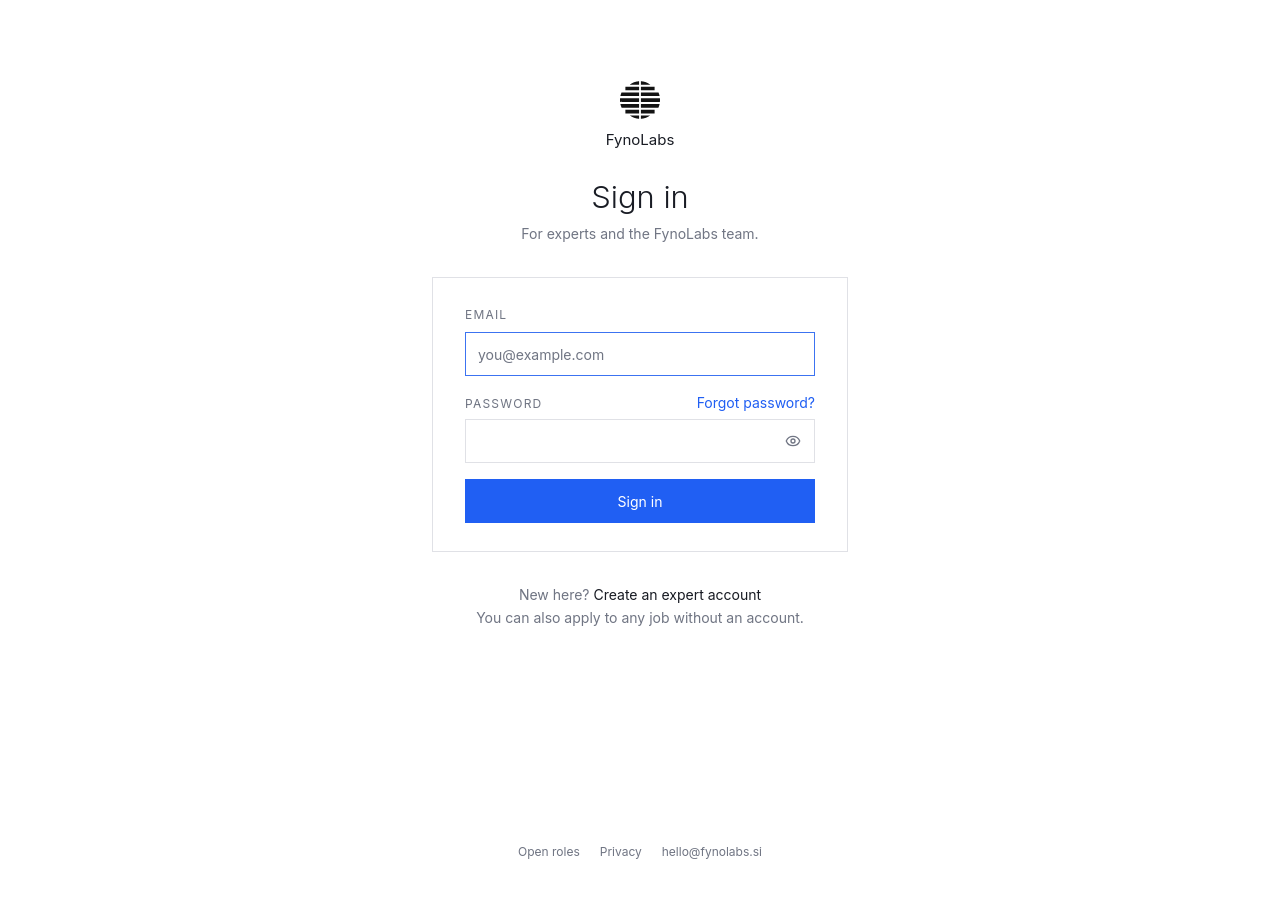 FynoLabs
Sign in
For experts and the FynoLabs team.
EMAIL
you@example.com
PASSWORD Forgot password?
Sign in
New here? Create an expert account
You can also apply to any job without an account.
Open roles Privacy hello@fynolabs.si